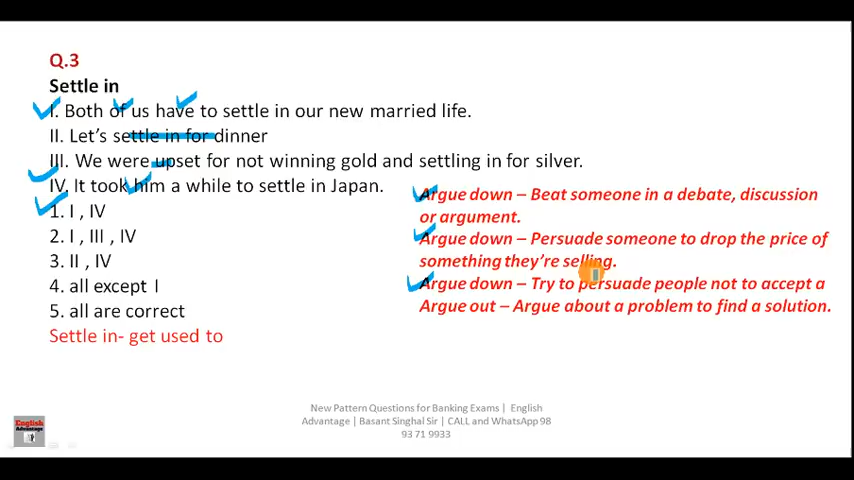 Q.3
Settle in
I. Both of us have to settle in our new married life.
II. Let's settle in for dinner
III. We were upset for not winning gold and settling in for silver.
IV. It took him a while to settle in Japan.
1. I , IV
2. I , III , IV
3. II , IV
4. all except I
5. all are correct
Settle in- get used to
Argue down – Beat someone in a debate, discussion
or argument.
Argue down – Persuade someone to drop the price of
something they're selling.
Argue down – Try to persuade people not to accept a
Argue out – Argue about a problem to find a solution.
New Pattern Questions for Banking Exams | English
Advantage | Basant Singhal Sir | CALL and WhatsApp 98
93 71 9933
English
Advantage